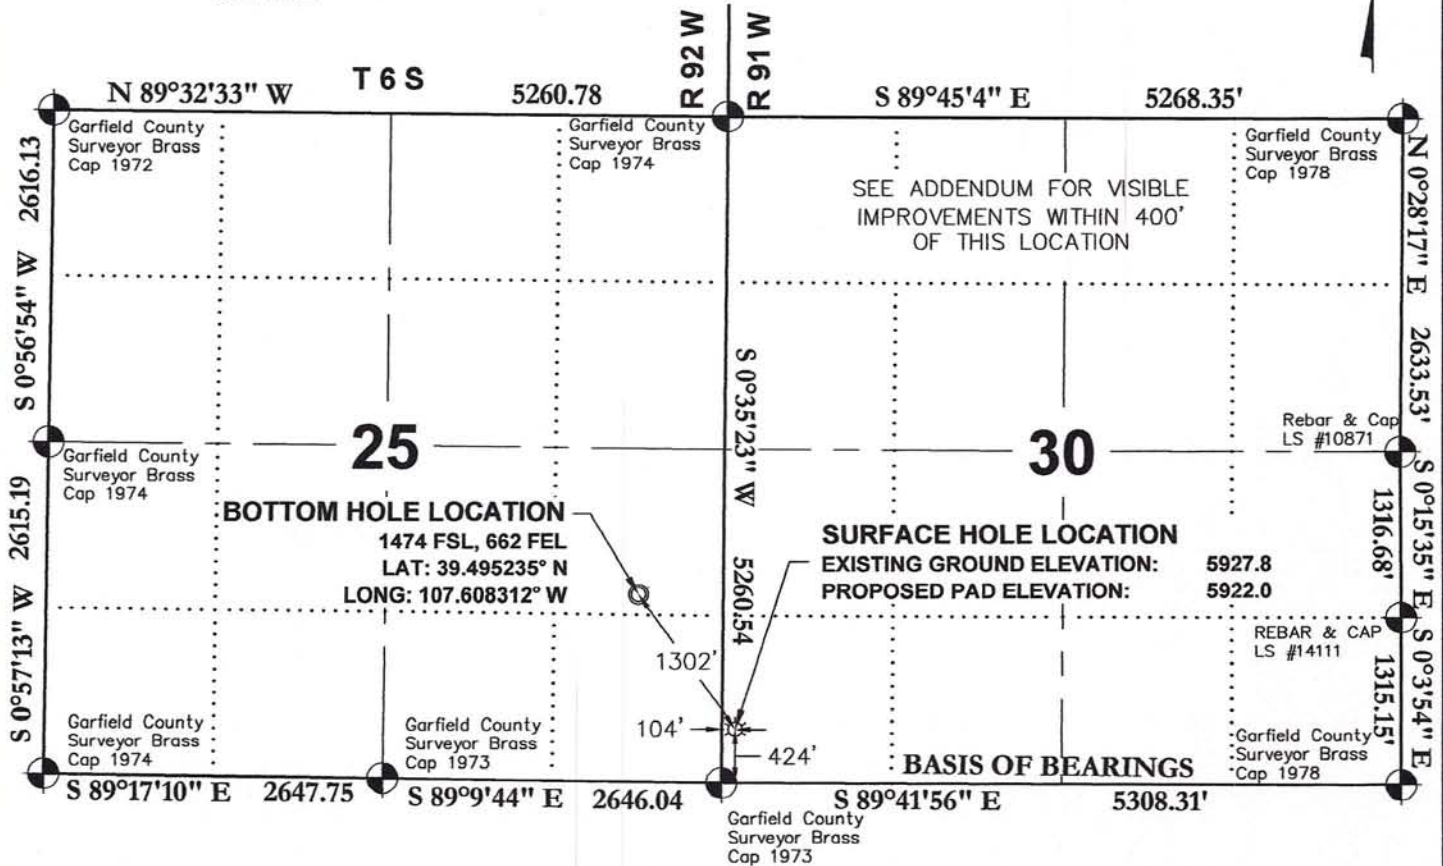 T 6 S
R 92 W
R 91 W
N 89°32'33" W 5260.78
S 89°45'4" E 5268.35'
Garfield County
Surveyor Brass
Cap 1972
Garfield County
Surveyor Brass
Cap 1974
Garfield County
Surveyor Brass
Cap 1978
SEE ADDENDUM FOR VISIBLE
IMPROVEMENTS WITHIN 400'
OF THIS LOCATION
S 0°56'54" W 2616.13
N 0°28'17" E 2633.53'
S 0°35'23" W 5260.54
25
30
Rebar & Cap
LS #10871
Garfield County
Surveyor Brass
Cap 1974
BOTTOM HOLE LOCATION
1474 FSL, 662 FEL
LAT: 39.495235° N
LONG: 107.608312° W
SURFACE HOLE LOCATION
EXISTING GROUND ELEVATION: 5927.8
PROPOSED PAD ELEVATION: 5922.0
S 0°57'13" W 2615.19
S 0°15'35" E
1316.68'
REBAR & CAP
LS #14111
S 0°3'54" E
1315.15'
1302'
104'
424'
Garfield County
Surveyor Brass
Cap 1974
Garfield County
Surveyor Brass
Cap 1973
BASIS OF BEARINGS
Garfield County
Surveyor Brass
Cap 1978
S 89°17'10" E 2647.75
S 89°9'44" E 2646.04
S 89°41'56" E 5308.31'
Garfield County
Surveyor Brass
Cap 1973